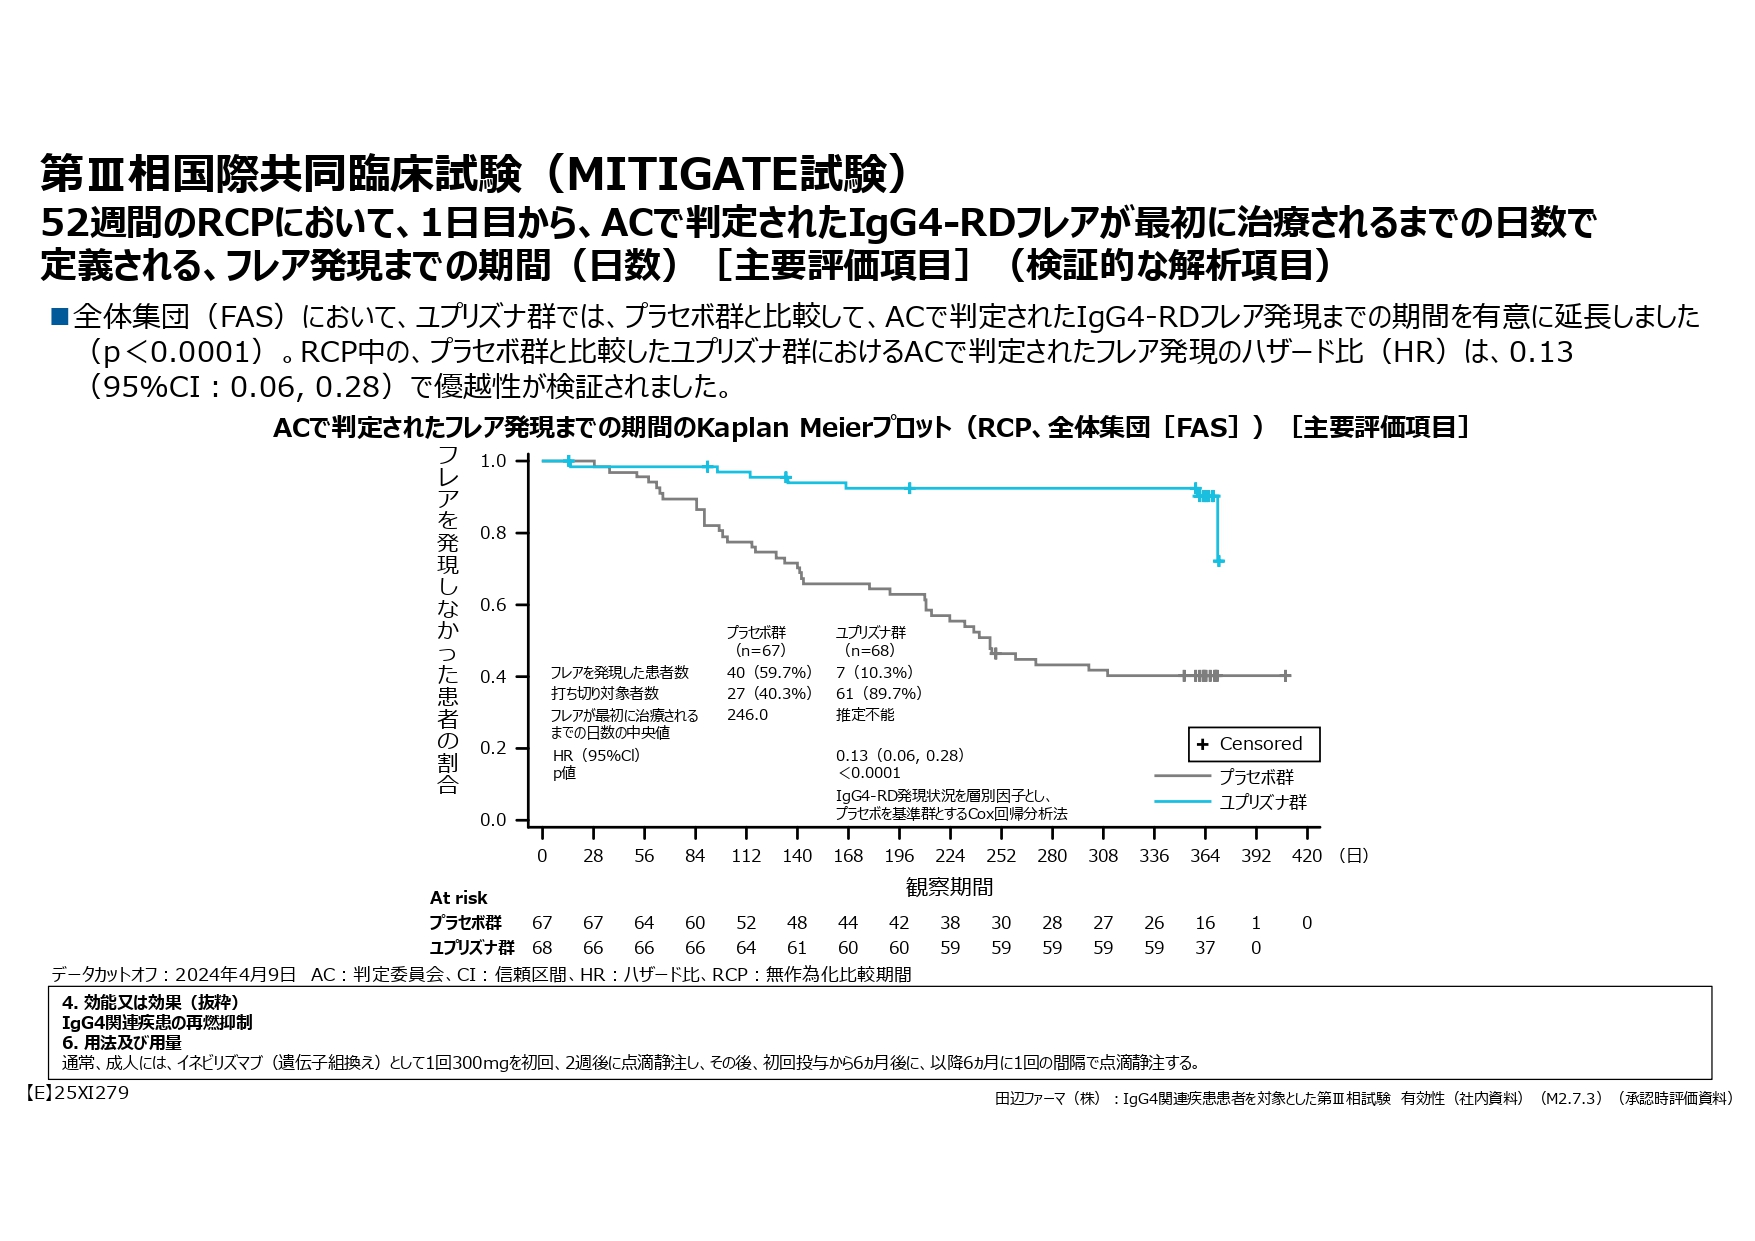 第Ⅲ相国際共同臨床試験（MITIGATE試験）
52週間のRCPにおいて、1日目から、ACで判定されたIgG4-RDフレアが最初に治療されるまでの日数で
定義される、フレア発現までの期間（日数）［主要評価項目］（検証的な解析項目）
■全体集団（FAS）において、ユプリズナ群では、プラセボ群と比較して、ACで判定されたIgG4-RDフレア発現までの期間を有意に延長しました
（p＜0.0001）。RCP中の、プラセボ群と比較したユプリズナ群におけるACで判定されたフレア発現のハザード比（HR）は、0.13
（95%CI：0.06, 0.28）で優越性が検証されました。
ACで判定されたフレア発現までの期間のKaplan Meierプロット（RCP、全体集団［FAS］）［主要評価項目］
フレアを発現しなかった患者の割合
1.0
0.8
0.6
0.4
0.2
0.0
プラセボ群 ユプリズナ群
（n=67） （n=68）
フレアを発現した患者数 40（59.7%） 7（10.3%）
打ち切り対象者数 27（40.3%） 61（89.7%）
フレアが最初に治療される 246.0 推定不能
までの日数の中央値
HR（95%CI） 0.13（0.06, 0.28）
p値 ＜0.0001
IgG4-RD発現状況を層別因子とし、
プラセボを基準群とするCox回帰分析法
+ Censored
プラセボ群
ユプリズナ群
0 28 56 84 112 140 168 196 224 252 280 308 336 364 392 420 （日）
観察期間
At risk
プラセボ群 67 67 64 60 52 48 44 42 38 30 28 27 26 16 1 0
ユプリズナ群 68 66 66 66 64 61 60 60 59 59 59 59 59 37 0
データカットオフ：2024年4月9日 AC：判定委員会、CI：信頼区間、HR：ハザード比、RCP：無作為化比較期間
4. 効能又は効果（抜粋）
IgG4関連疾患の再燃抑制
6. 用法及び用量
通常、成人には、イネビリズマブ（遺伝子組換え）として1回300mgを初回、2週後に点滴静注し、その後、初回投与から6ヵ月後に、以降6ヵ月に1回の間隔で点滴静注する。
【E】25XI279
田辺ファーマ（株）：IgG4関連疾患患者を対象とした第Ⅲ相試験 有効性（社内資料）（M2.7.3）（承認時評価資料）